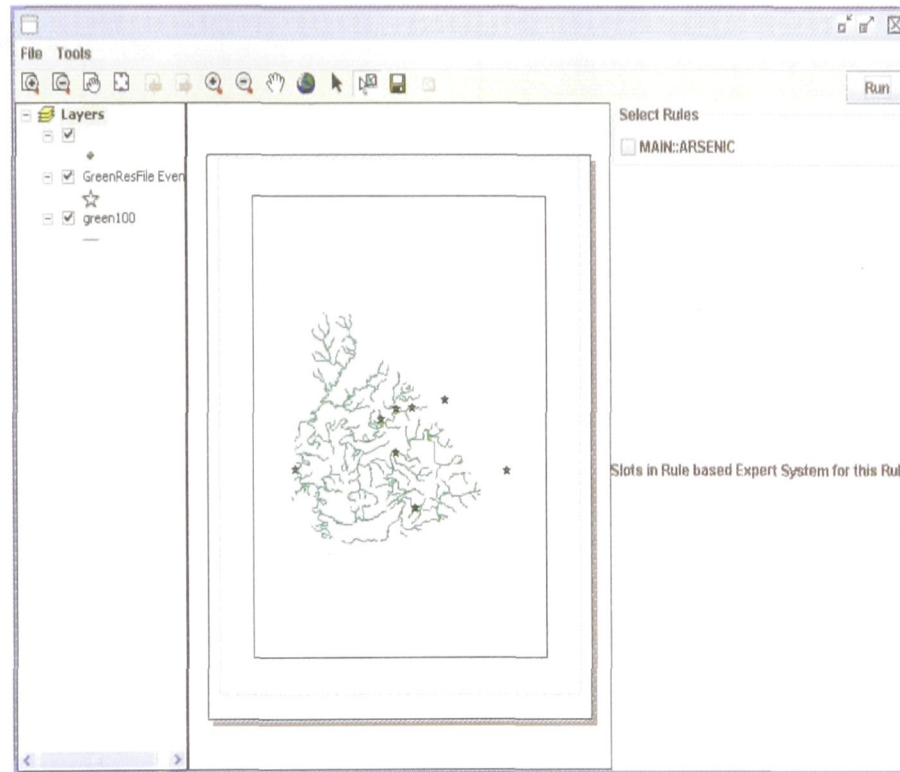 File Tools
Run
Layers
GreenResFile Even
green100
Select Rules
MAIN::ARSENIC
Slots in Rule based Expert System for this Rul